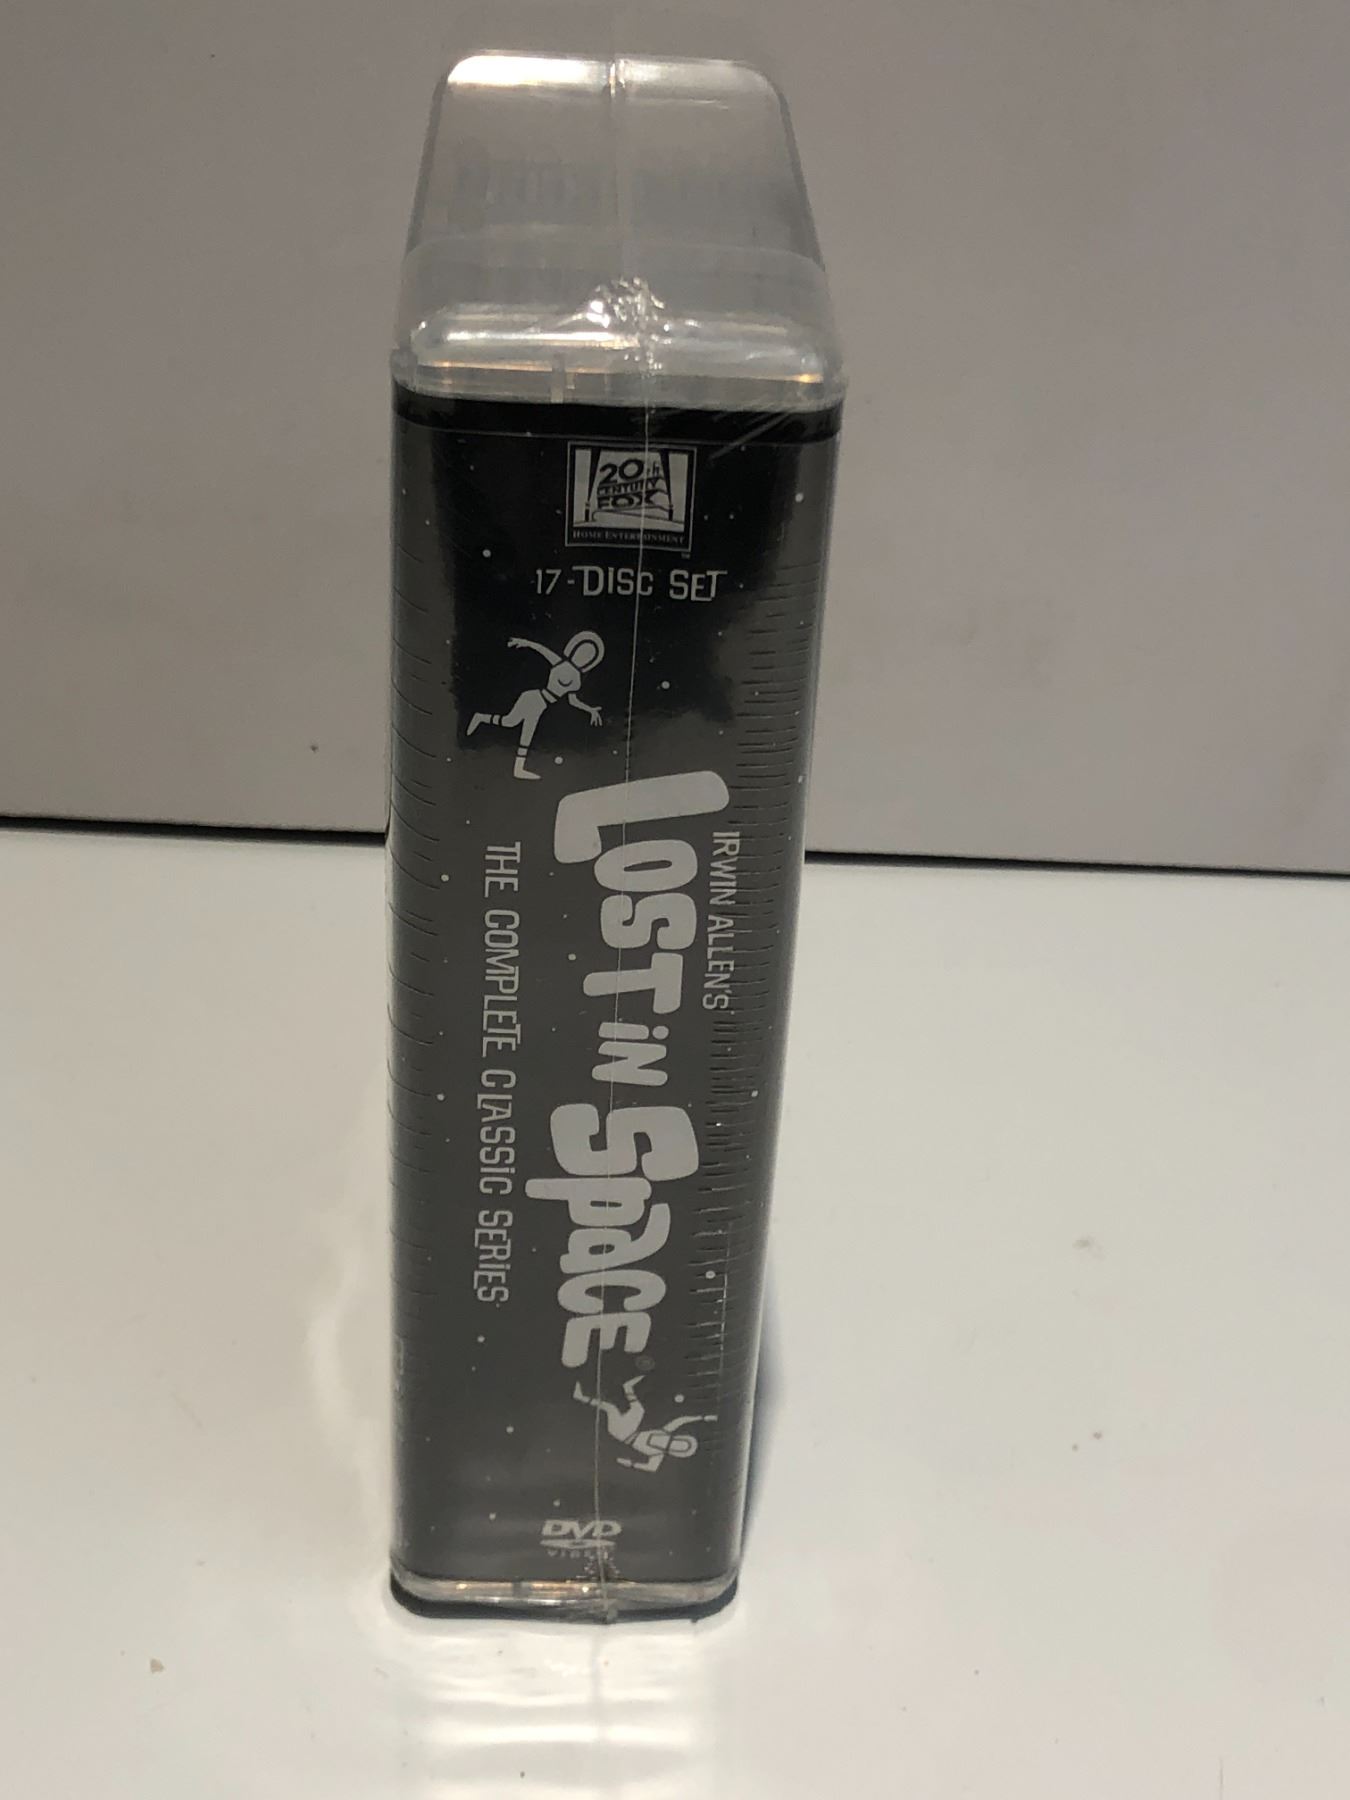 20th
CENTURY
FOX
HOME ENTERTAINMENT
™
17-DISC SET
IRWIN ALLEN'S
LOST iN SpaCE®
THE COMPLETE CLASSiC SERiES
DVD
VIDEO